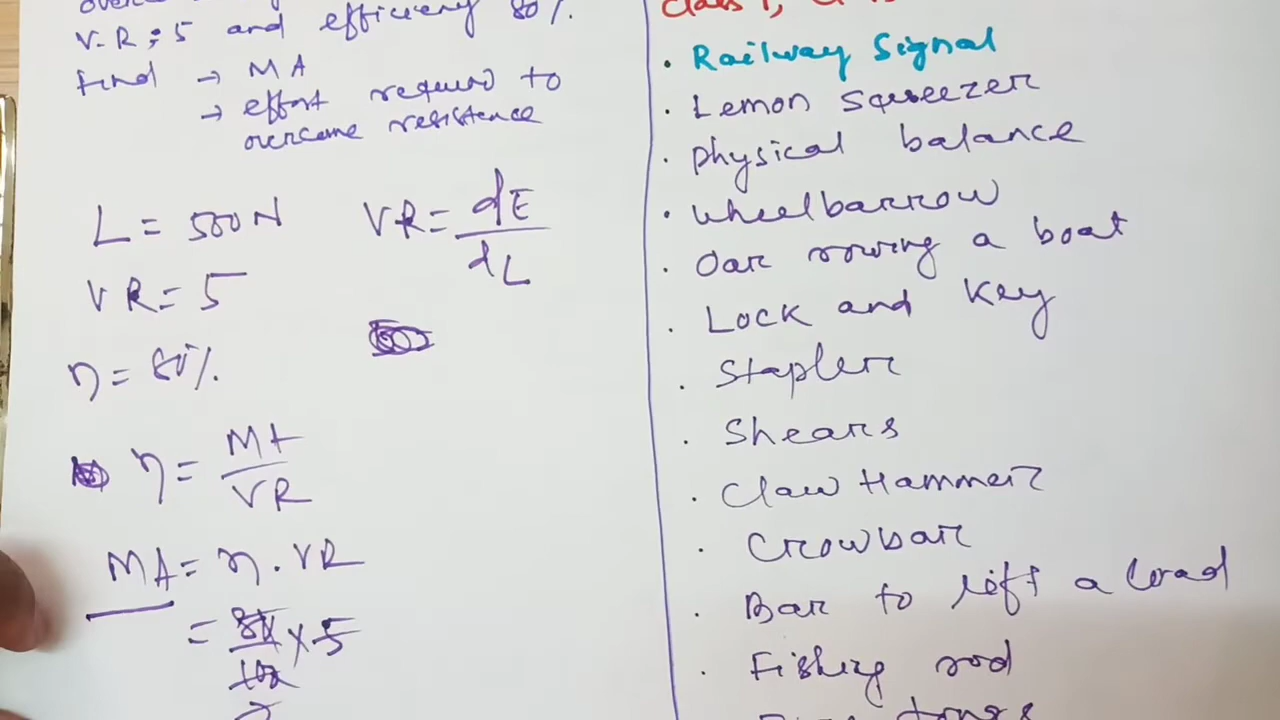 V.R = 5 and efficiency 80%.
find → MA
→ effort required to
overcome resistence
L = 500N
VR = 5
η = 80%.
η = MA
VR
MA = η . VR
= 80 × 5
100
VR = dE
dL
. Railway Signal
. Lemon squeezer
. physical balance
. wheelbarrow
. Oar rowing a boat
. Lock and key
. Stapler
. Shears
. Claw Hammer
. Crowbar
. Bar to lift a load
. Fishing rod